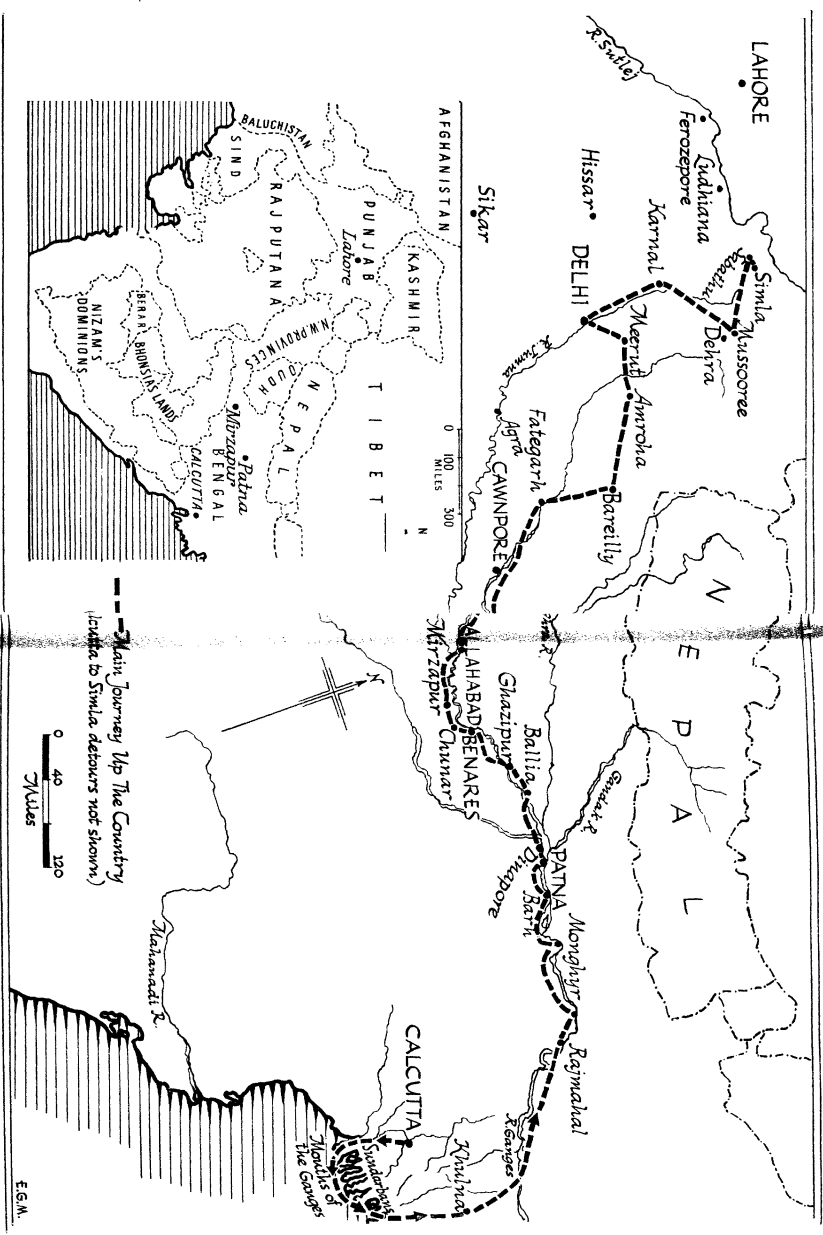 LAHORE
R. Sutlej
Ferozepore
Ludhiana
Simla
Sabathu
Mussooree
Dehra
Karnal
Hissar
DELHI
Sikar
Meerut
Amroha
R. Jumna
Agra
Fategarh
Bareilly
CAWNPORE
NEPAL
ALLAHABAD
Mirzapur
Chunar
BENARES
Ghazipur
Ballia
Gandak R.
Dinapore
PATNA
Barh
Monghyr
Rajmahal
R. Ganges
Khulna
CALCUTTA
Sundarbans
Mouths of
the Ganges
Mahanadi R.
N
Main Journey Up The Country
lcutta to Simla detours not shown.)
0 40 120
Miles
E.G.M.
AFGHANISTAN
BALUCHISTAN
SIND
PUNJAB
Lahore
KASHMIR
RAJPUTANA
N.W. PROVINCES
OUDH
NEPAL
TIBET
BERAR
BHONSLAS LANDS
NIZAM'S
DOMINIONS
Mirzapur
Patna
BENGAL
CALCUTTA
0 100 300
MILES
N